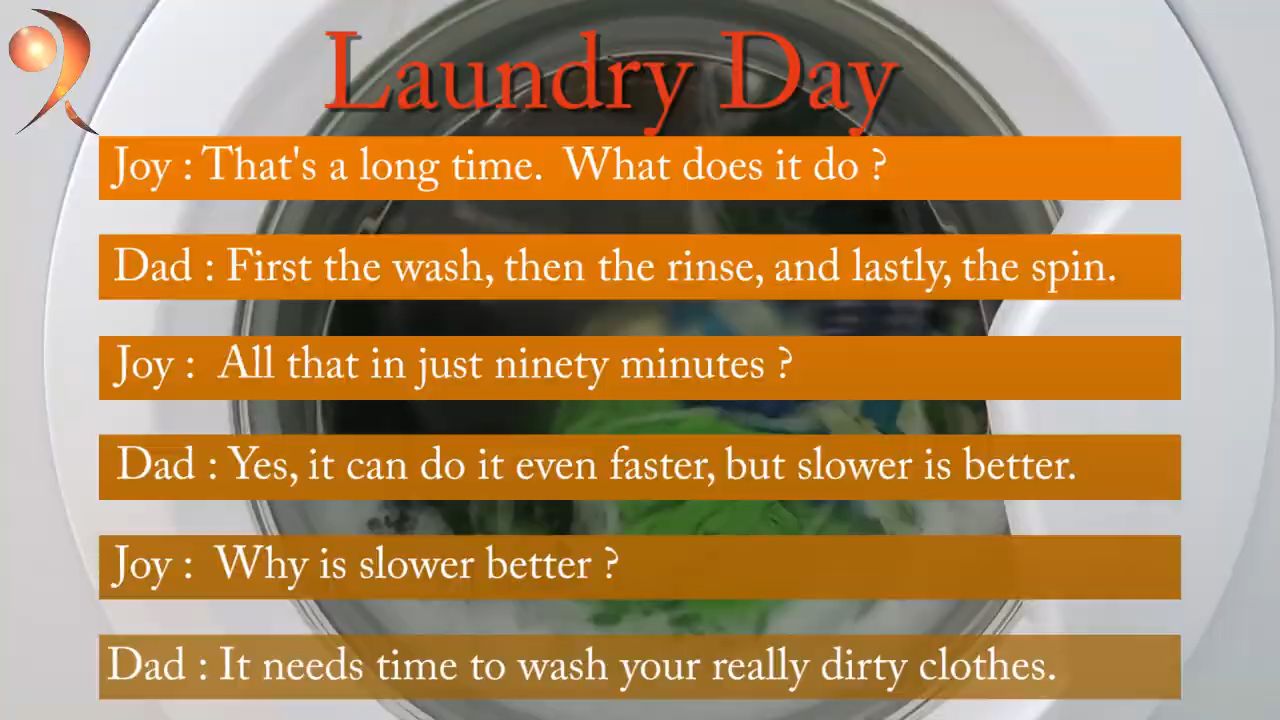 Laundry Day
Joy : That's a long time.  What does it do ?
Dad : First the wash, then the rinse, and lastly, the spin.
Joy :  All that in just ninety minutes ?
Dad : Yes, it can do it even faster, but slower is better.
Joy :  Why is slower better ?
Dad : It needs time to wash your really dirty clothes.